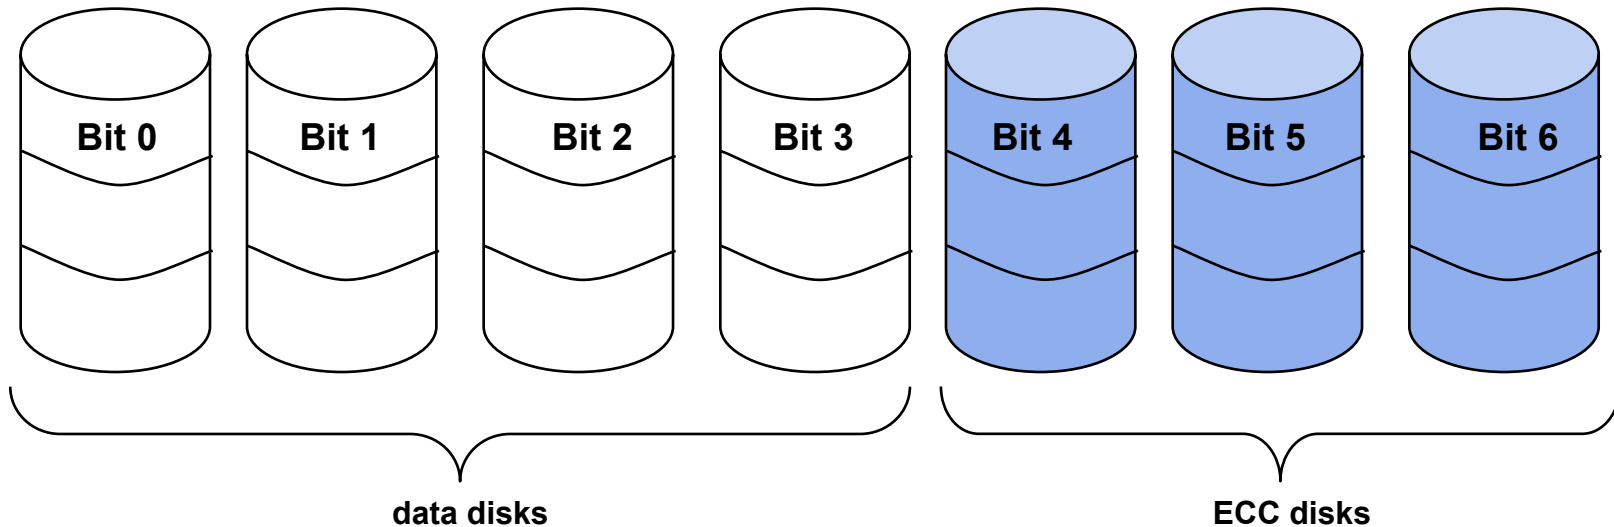 Bit 0 Bit 1 Bit 2 Bit 3 Bit 4 Bit 5 Bit 6
data disks ECC disks